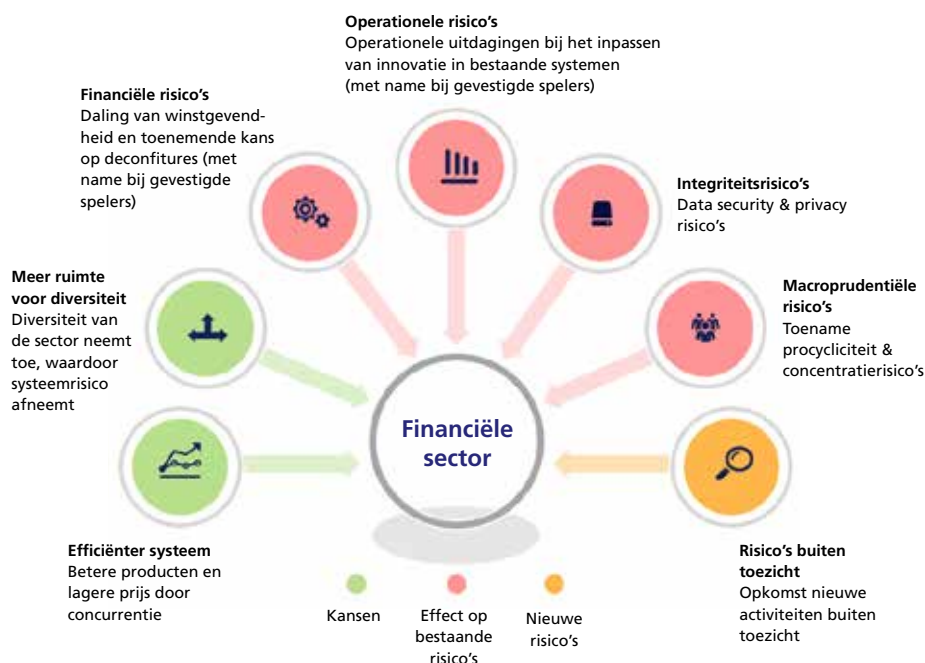 Operationele risico's
Operationele uitdagingen bij het inpassen
van innovatie in bestaande systemen
(met name bij gevestigde spelers)
Financiële risico's
Daling van winstgevend-
heid en toenemende kans
op deconfitures (met
name bij gevestigde
spelers)
Integriteitsrisico's
Data security & privacy
risico's
Meer ruimte
voor diversiteit
Diversiteit van
de sector neemt
toe, waardoor
systeemrisico
afneemt
Macroprudentiële
risico's
Toename
procycliciteit &
concentratierisico's
Financiële
sector
Efficiënter systeem
Betere producten en
lagere prijs door
concurrentie
Risico's buiten
toezicht
Opkomst nieuwe
activiteiten buiten
toezicht
Kansen
Effect op
bestaande
risico's
Nieuwe
risico's